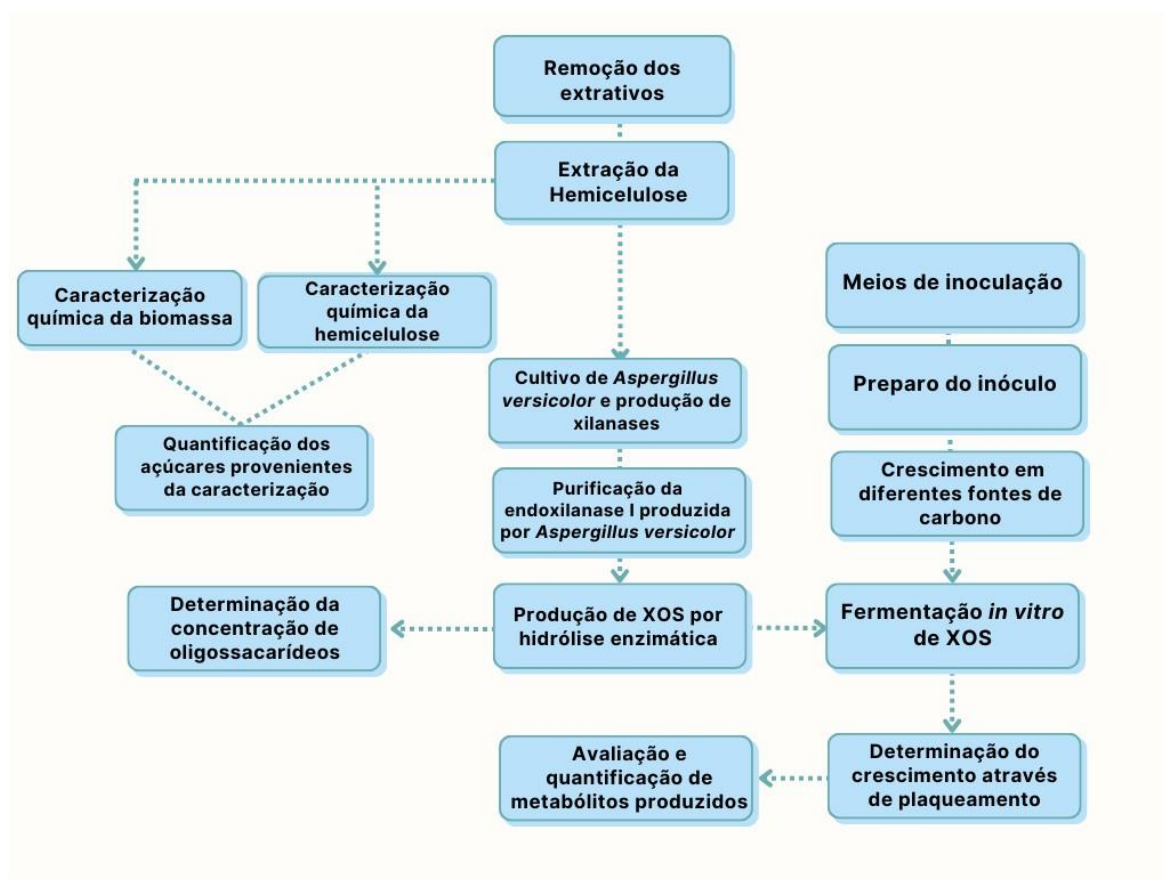 Remoção dos
extrativos
Extração da
Hemicelulose
Caracterização
química da biomassa
Caracterização
química da
hemicelulose
Meios de inoculação
Cultivo de Aspergillus
versicolor e produção de
xilanases
Preparo do inóculo
Quantificação dos
açúcares provenientes
da caracterização
Purificação da
endoxilanase I produzida
por Aspergillus versicolor
Crescimento em
diferentes fontes de
carbono
Determinação da
concentração de
oligossacarídeos
Produção de XOS por
hidrólise enzimática
Fermentação in vitro
de XOS
Avaliação e
quantificação de
metabólitos produzidos
Determinação do
crescimento através
de plaqueamento